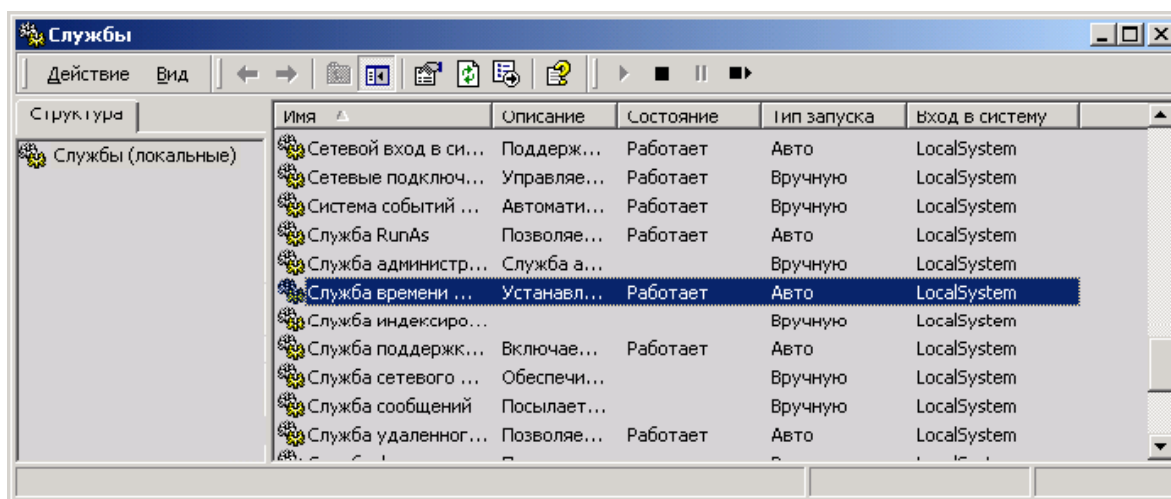 Службы
Действие Вид
Структура
Службы (локальные)
Имя Описание Состояние Тип запуска Вход в систему
Сетевой вход в си... Поддерж... Работает Авто LocalSystem
Сетевые подключ... Управляе... Работает Вручную LocalSystem
Система событий ... Автомати... Работает Вручную LocalSystem
Служба RunAs Позволяе... Работает Авто LocalSystem
Служба администр... Служба а... Вручную LocalSystem
Служба времени ... Устанавл... Работает Авто LocalSystem
Служба индексиро... Вручную LocalSystem
Служба поддержк... Включае... Работает Авто LocalSystem
Служба сетевого ... Обеспечи... Вручную LocalSystem
Служба сообщений Посылает... Вручную LocalSystem
Служба удаленног... Позволяе... Работает Авто LocalSystem